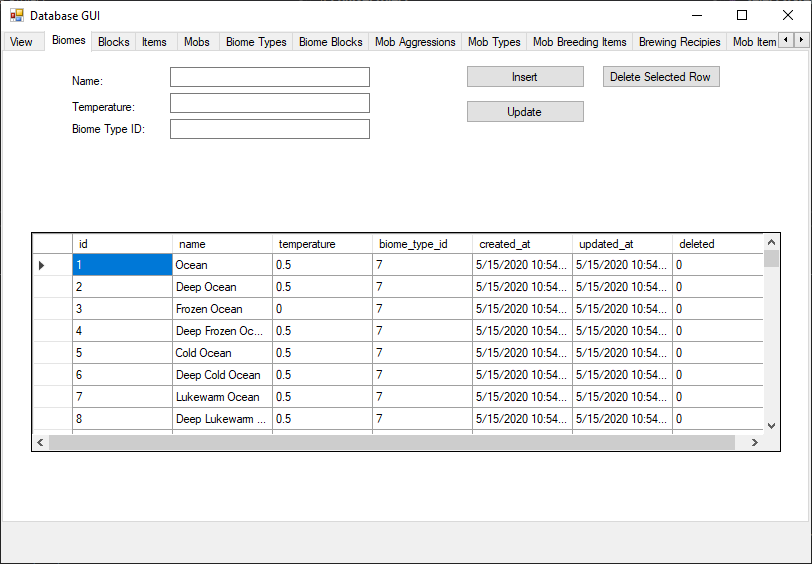 Database GUI
View Biomes Blocks Items Mobs Biome Types Biome Blocks Mob Aggressions Mob Types Mob Breeding Items Brewing Recipies Mob Item
Name: Insert Delete Selected Row
Temperature: Update
Biome Type ID:
id name temperature biome_type_id created_at updated_at deleted
1 Ocean 0.5 7 5/15/2020 10:54... 5/15/2020 10:54... 0
2 Deep Ocean 0.5 7 5/15/2020 10:54... 5/15/2020 10:54... 0
3 Frozen Ocean 0 7 5/15/2020 10:54... 5/15/2020 10:54... 0
4 Deep Frozen Oc... 0.5 7 5/15/2020 10:54... 5/15/2020 10:54... 0
5 Cold Ocean 0.5 7 5/15/2020 10:54... 5/15/2020 10:54... 0
6 Deep Cold Ocean 0.5 7 5/15/2020 10:54... 5/15/2020 10:54... 0
7 Lukewarm Ocean 0.5 7 5/15/2020 10:54... 5/15/2020 10:54... 0
8 Deep Lukewarm ... 0.5 7 5/15/2020 10:54... 5/15/2020 10:54... 0